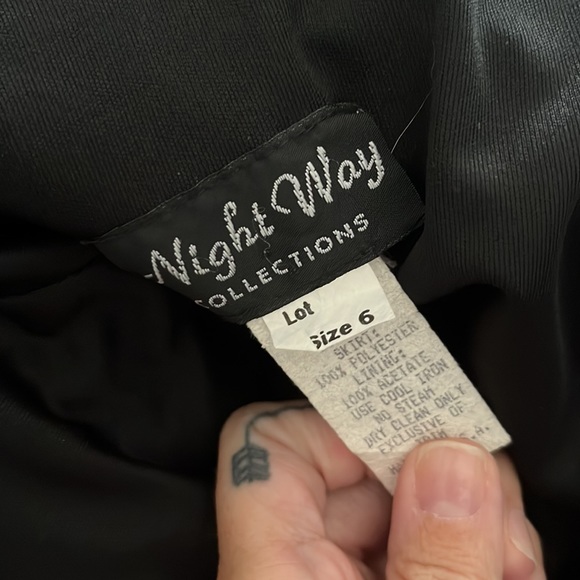 Night Way
COLLECTIONS
Lot
Size 6
SKIRT:
100% POLYESTER
LINING:
100% ACETATE
USE COOL IRON
NO STEAM
DRY CLEAN ONLY
EXCLUSIVE OF
TRIM